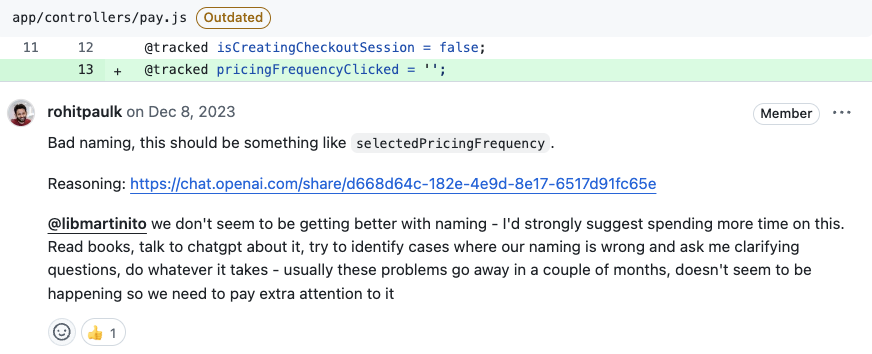 app/controllers/pay.js Outdated
11 12 @tracked isCreatingCheckoutSession = false;
13 + @tracked pricingFrequencyClicked = '';
rohitpaulk on Dec 8, 2023 Member ...
Bad naming, this should be something like selectedPricingFrequency.
Reasoning: https://chat.openai.com/share/d668d64c-182e-4e9d-8e17-6517d91fc65e
@libmartinito we don't seem to be getting better with naming - I'd strongly suggest spending more time on this.
Read books, talk to chatgpt about it, try to identify cases where our naming is wrong and ask me clarifying
questions, do whatever it takes - usually these problems go away in a couple of months, doesn't seem to be
happening so we need to pay extra attention to it
👍 1